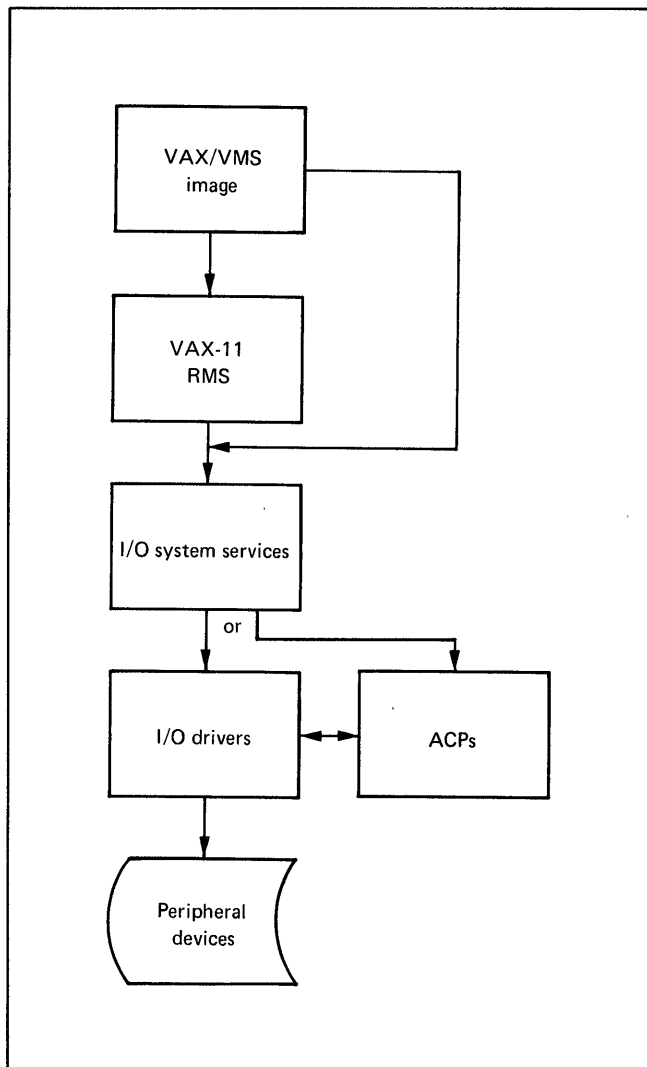 VAX/VMS
image
VAX-11
RMS
I/O system services
or
I/O drivers
ACPs
Peripheral
devices